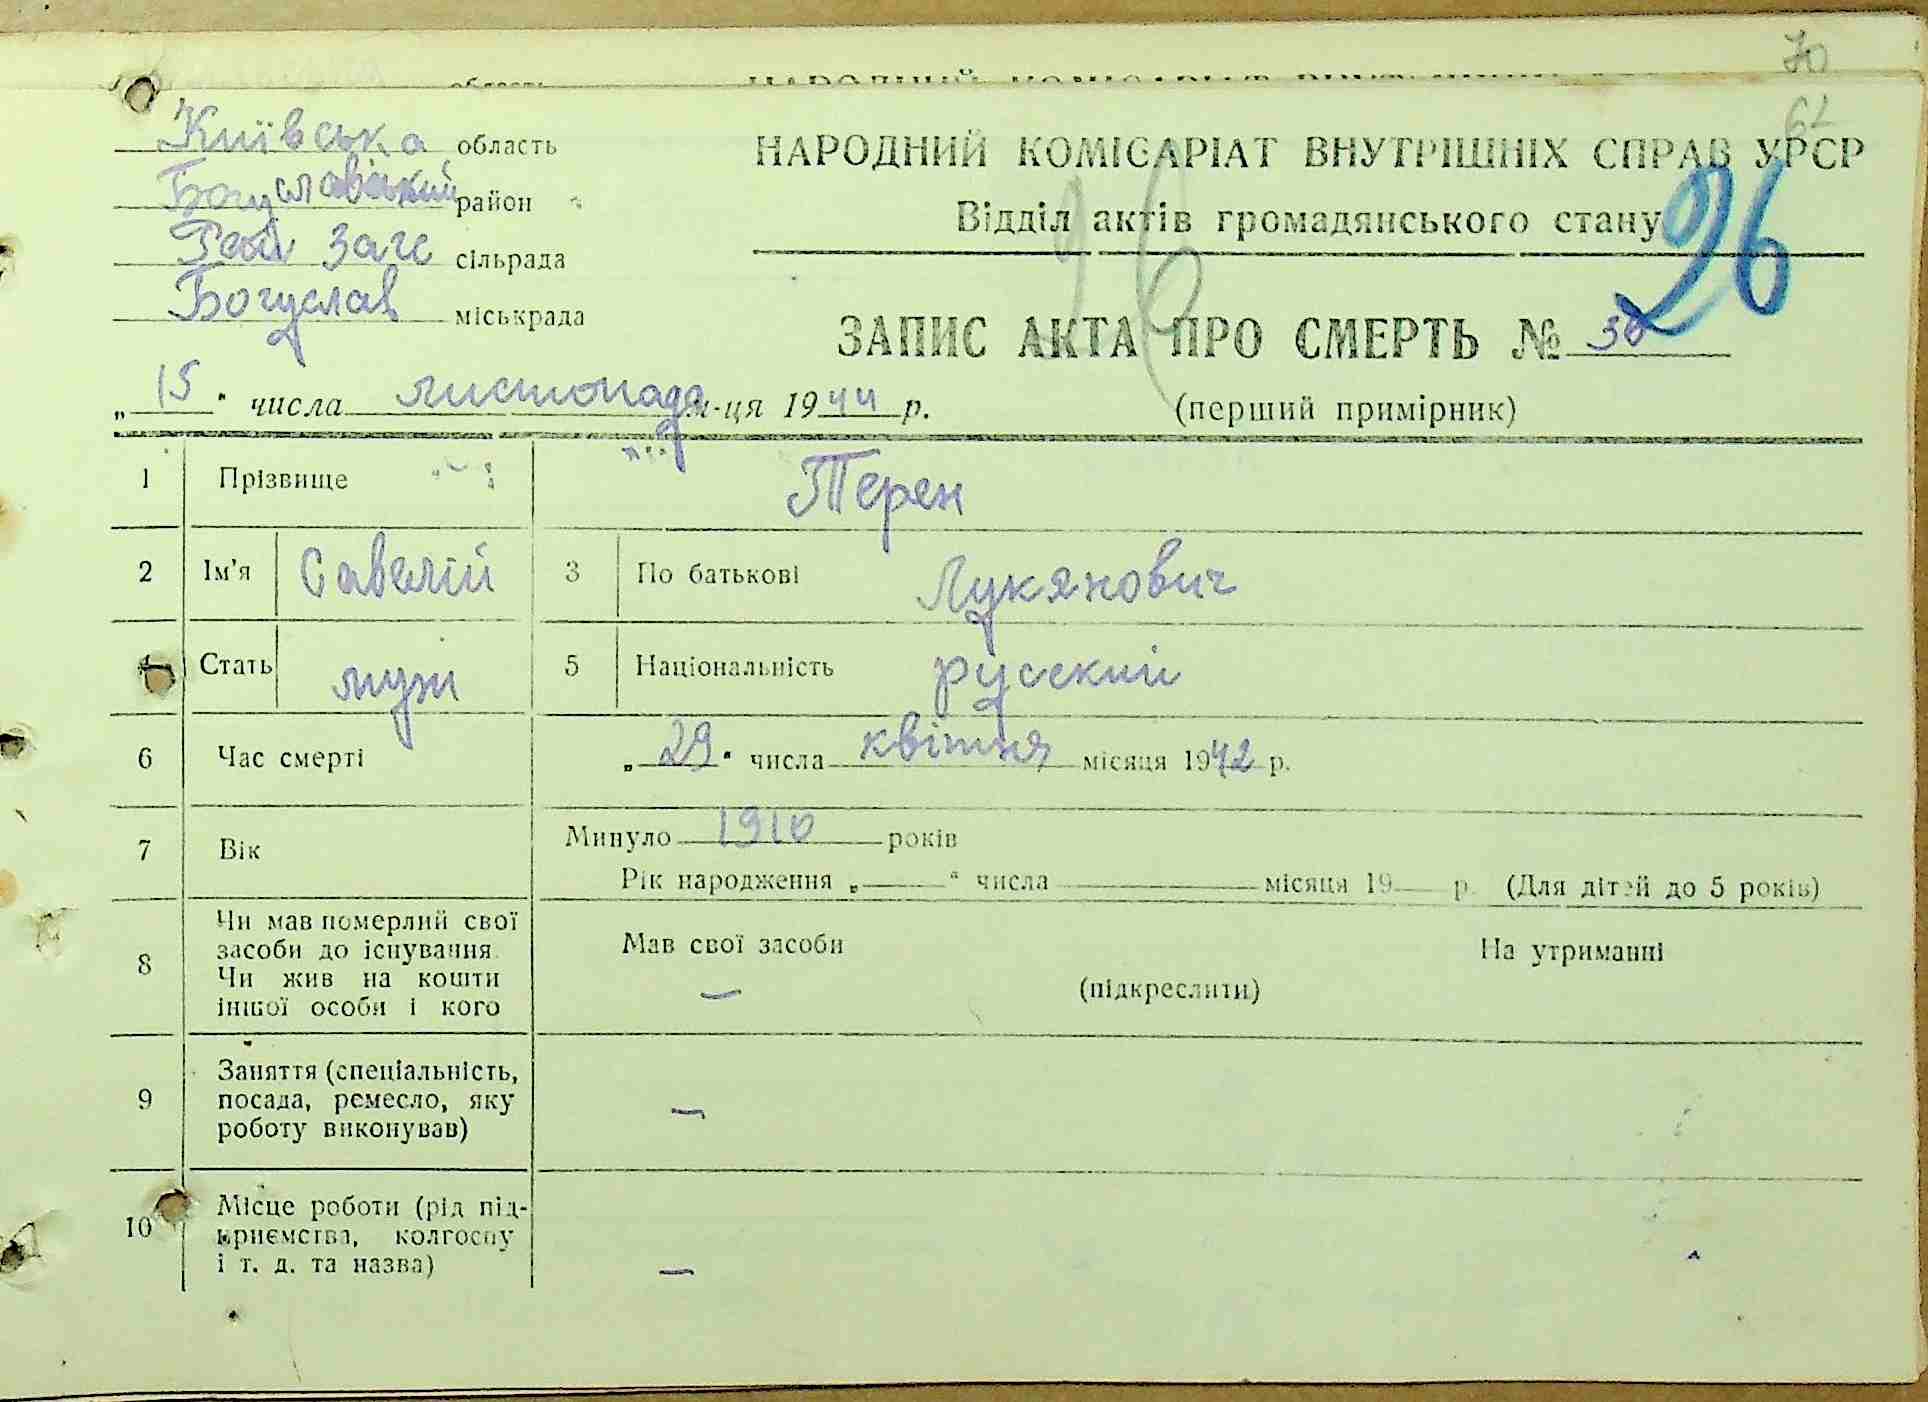 70
62
Київська область
Богуславський район
Рай Загс сільрада
Богуслав міськрада
НАРОДНИЙ КОМІСАРІАТ ВНУТРІШНІХ СПРАВ УРСР
Відділ актів громадянського стану
26
26
ЗАПИС АКТА ПРО СМЕРТЬ №
„ 15 " числа листопада м-ця 1944 р.
(перший примірник)
1 Прізвище Терен
2 Ім'я Савелій 3 По батькові Лукянович
4 Стать муж 5 Національність русский
6 Час смерті „ 29 " числа квітня місяця 1942 р.
7 Вік Минуло 1910 років
Рік народження „ " числа місяця 19 р. (Для дітей до 5 років)
8 Чи мав померлий свої
засоби до існування.
Чи жив на кошти
іншої особи і кого
Мав свої засоби На утриманні
— (підкреслити)
9 Заняття (спеціальність,
посада, ремесло, яку
роботу виконував)
—
10 Місце роботи (рід під-
приємства, колгоспу
і т. д. та назва)
—